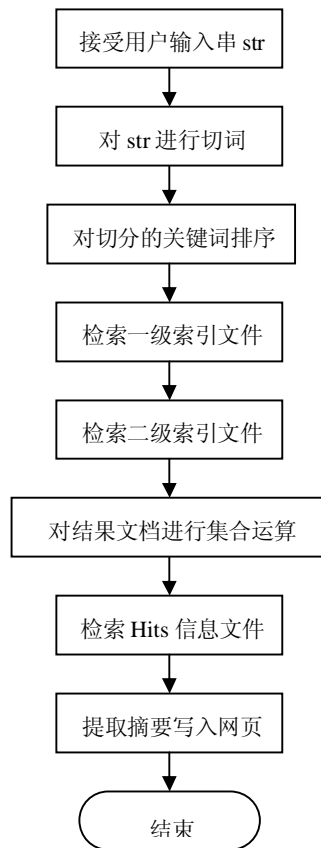 接受用户输入串 str
对 str 进行切词
对切分的关键词排序
检索一级索引文件
检索二级索引文件
对结果文档进行集合运算
检索 Hits 信息文件
提取摘要写入网页
结束